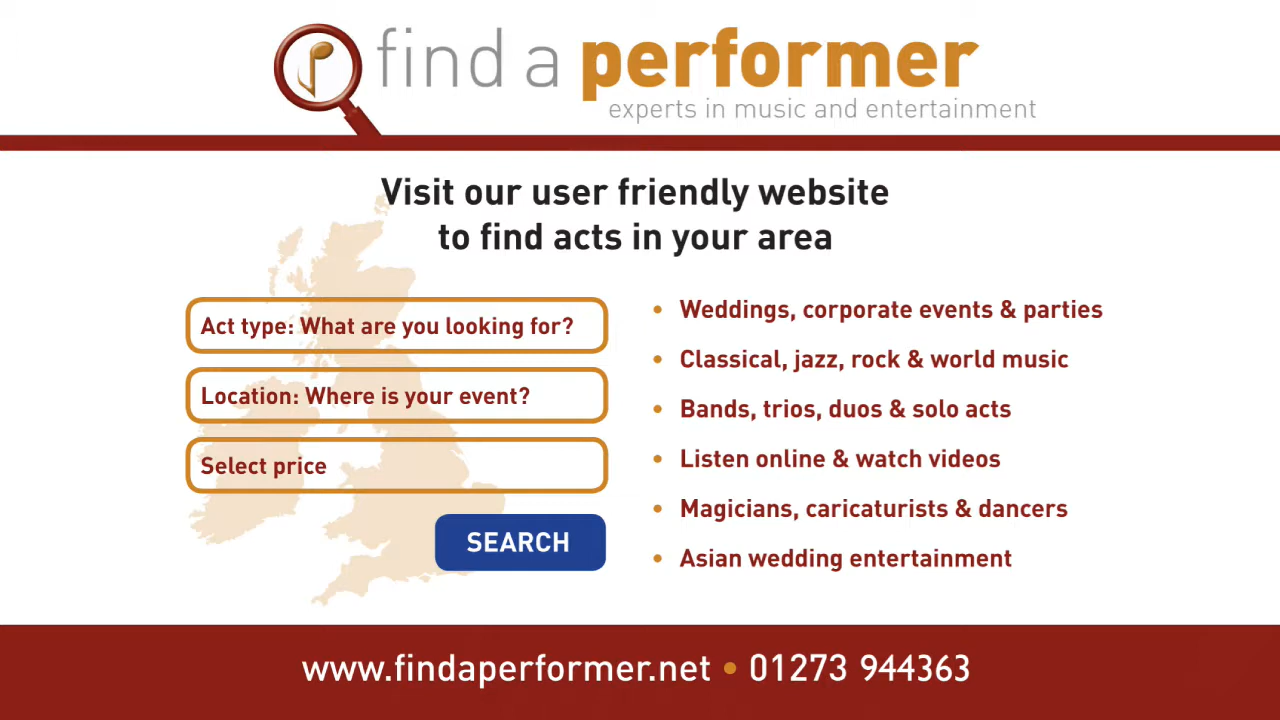 find a performer
experts in music and entertainment
Visit our user friendly website
to find acts in your area
Act type: What are you looking for?
Location: Where is your event?
Select price
SEARCH
• Weddings, corporate events & parties
• Classical, jazz, rock & world music
• Bands, trios, duos & solo acts
• Listen online & watch videos
• Magicians, caricaturists & dancers
• Asian wedding entertainment
www.findaperformer.net • 01273 944363